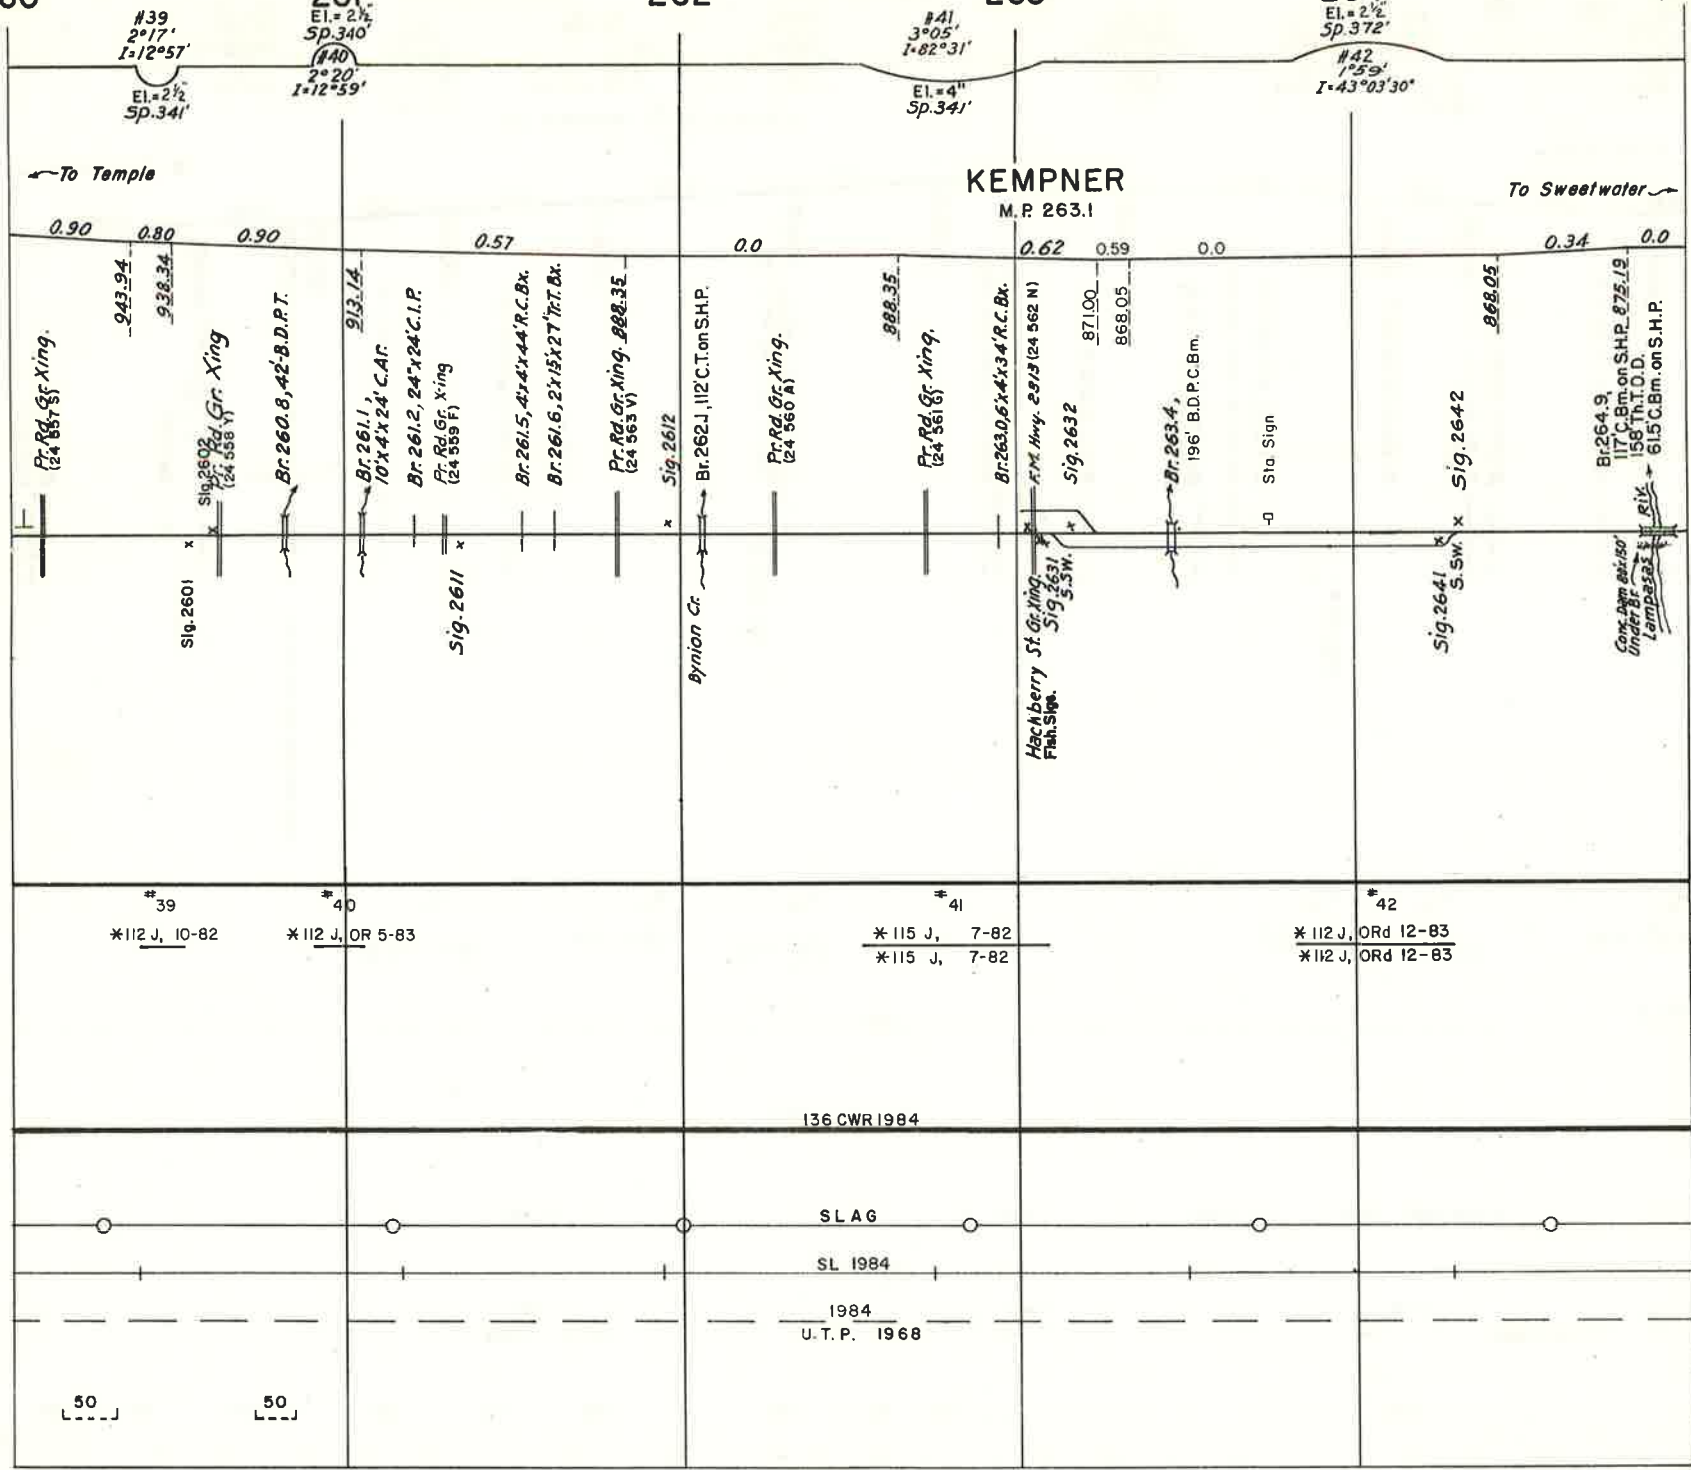 262
#39
2°17'
I=12°57'
El.=2½"
Sp.341'
El.=2½"
Sp.340'
#40
2°20'
I=12°59'
#41
3°05'
I=82°31'
El.=4"
Sp.341'
El.=2½"
Sp.372'
#42
1°59'
I=43°03'30"
To Temple
KEMPNER
M.P. 263.1
To Sweetwater
0.90
0.80
0.90
0.57
0.0
0.62
0.59
0.0
0.34
0.0
Pr. Rd. Gr. Xing.
(24 557 S)
943.94
938.34
Sig.2602
Pr. Rd. Gr. Xing
(24 558 Y)
Br. 260.8, 42'-B.D.P.T.
913.14
Br. 261.1,
10'x4'x24' C.Ar.
Br. 261.2, 24"x24' C.I.P.
Pr. Rd. Gr. X-ing
(24 559 F)
Br. 261.5, 4'x4'x44' R.C.Bx.
Br. 261.6, 2'x1.5'x27' Tr.T. Bx.
Pr. Rd. Gr. Xing. 888.35
(24 563 V)
Sig. 2612
Br. 262.1, 112' C.T. on S.H.P.
Pr. Rd. Gr. Xing.
(24 560 A)
888.35
Pr. Rd. Gr. Xing.
(24 561 G)
Br. 263.0, 6'x4'x34' R.C. Bx.
F.M. Hwy. 2813 (24 562 N)
Sig. 2632
871.00
868.05
Br. 263.4,
196' B.D.P.C.Bm.
Sta. Sign
Sig. 2642
868.05
Br. 264.9,
117' C.Bm. on S.H.P. 875.19
158' Th.T.O.D.
61.5' C.Bm. on S.H.P.
Sig. 2601
Sig. 2611
Bynion Cr.
Hackberry St. Gr. Xing.
Flsh. Sigs.
Sig. 2631
S. Sw.
Sig. 2641
S. Sw.
Conc. Dam
Under Br.
Lampasas Riv.
#39
#40
#41
#42
*112 J, 10-82
*112 J, OR 5-83
*115 J, 7-82
*112 J, ORd 12-83
*115 J, 7-82
*112 J, ORd 12-83
136 CWR 1984
SLAG
SL 1984
1984
U.T.P. 1968
50
50